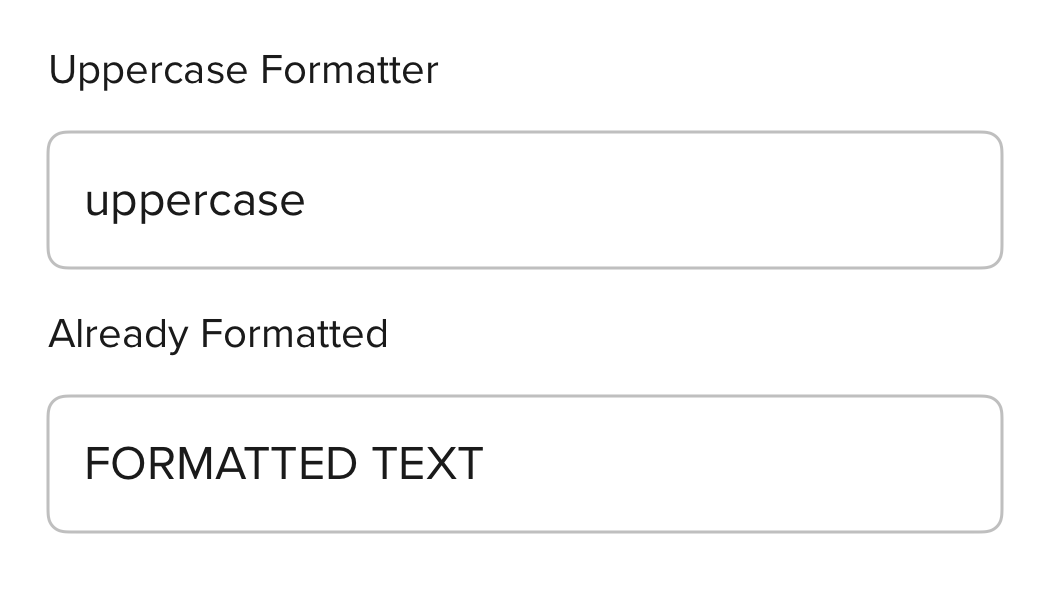 Uppercase Formatter
uppercase
Already Formatted
FORMATTED TEXT